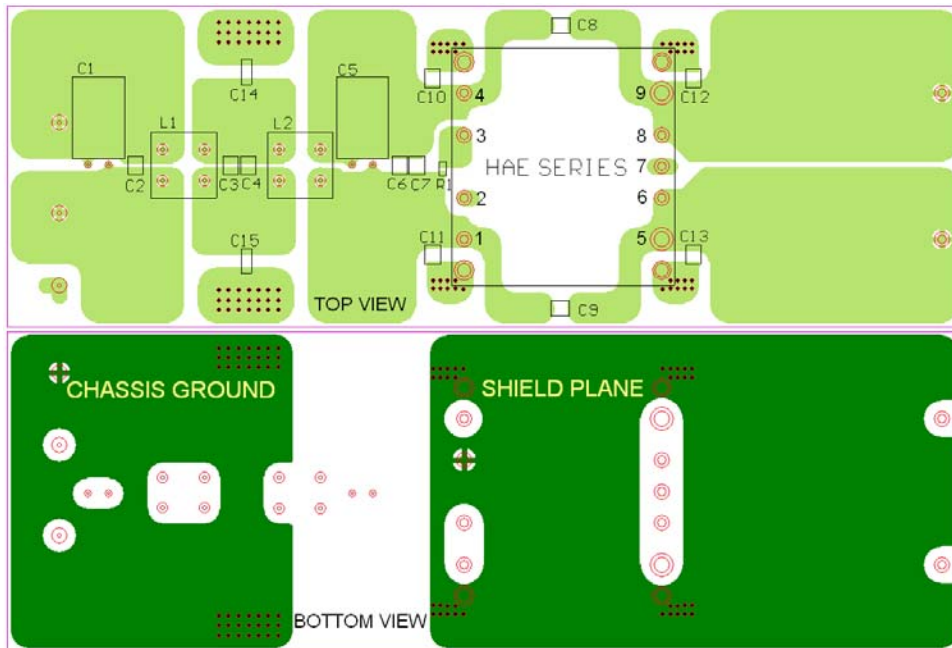 C8
C1
C5
C14
C10
C12
4
9
L1
L2
3
8
HAE SERIES
7
C2
C3
C4
C6
C7
R1
2
6
C15
C11
1
5
C13
TOP VIEW
C9
CHASSIS GROUND
SHIELD PLANE
BOTTOM VIEW